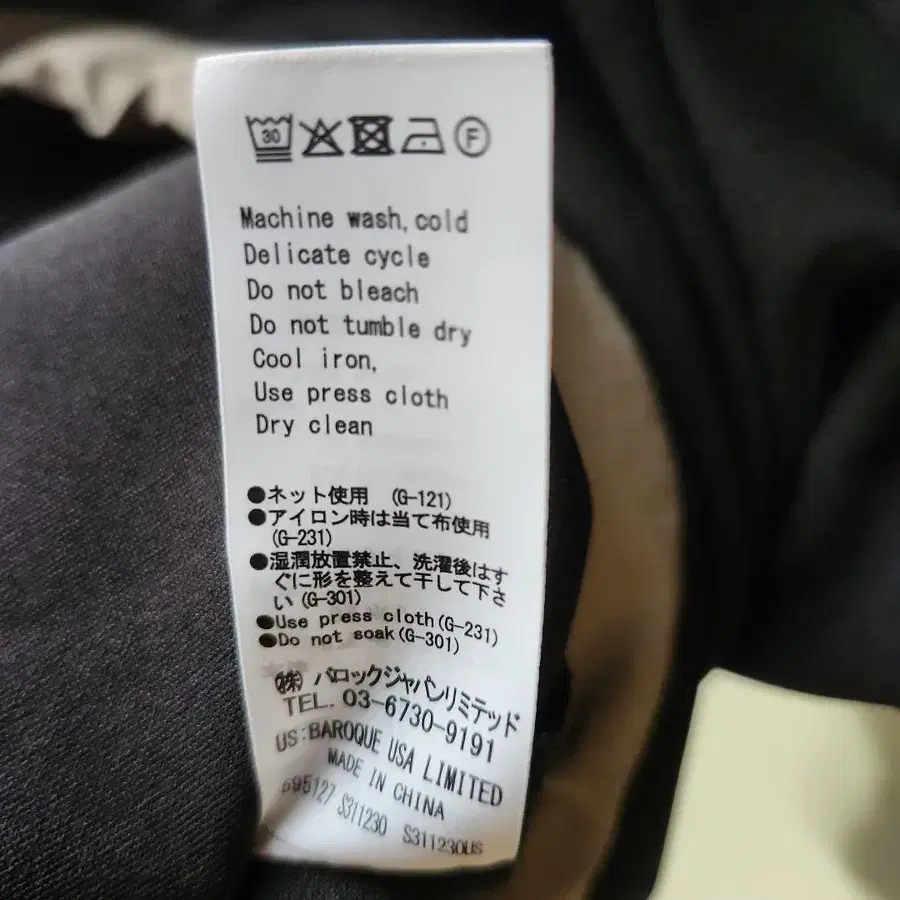 30 F
Machine wash,cold
Delicate cycle
Do not bleach
Do not tumble dry
Cool iron,
Use press cloth
Dry clean
●ネット使用 (G-121)
●アイロン時は当て布使用
(G-231)
●湿潤放置禁止、洗濯後はす
ぐに形を整えて干して下さ
い(G-301)
●Use press cloth(G-231)
●Do not soak(G-301)
㈱ バロックジャパンリミテッド
TEL. 03-6730-9191
US:BAROQUE USA LIMITED
MADE IN CHINA
595127 S311230 S311230US